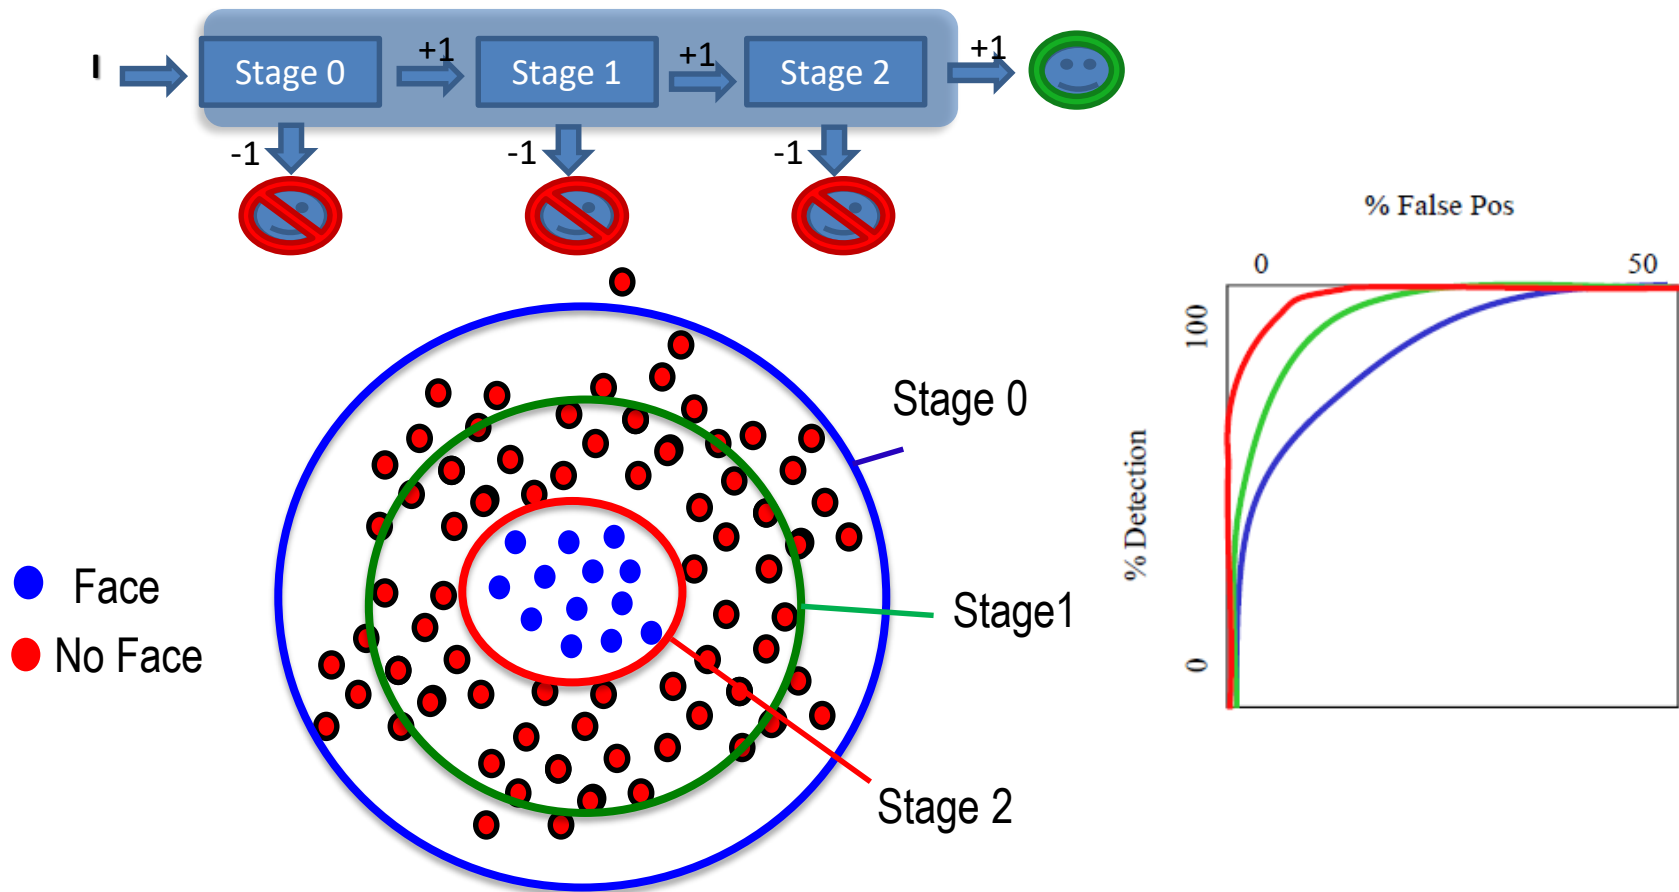 I
Stage 0
+1
Stage 1
+1
Stage 2
+1
-1
-1
-1
% False Pos
0
50
100
% Detection
0
Stage 0
Stage1
Stage 2
Face
No Face